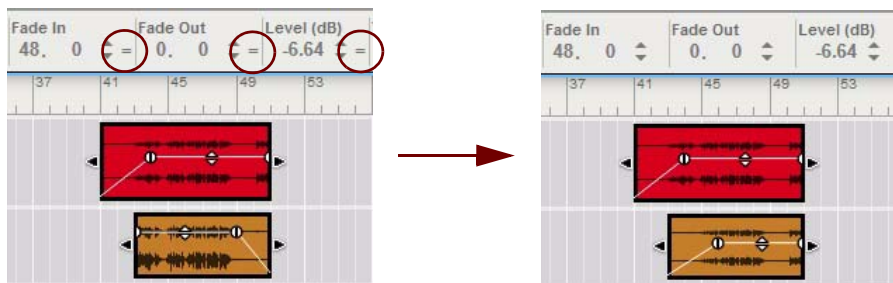 Fade In Fade Out Level (dB)
48. 0 = 0. 0 = -6.64 =
37 41 45 49 53
Fade In Fade Out Level (dB)
48. 0 0. 0 -6.64
37 41 45 49 53